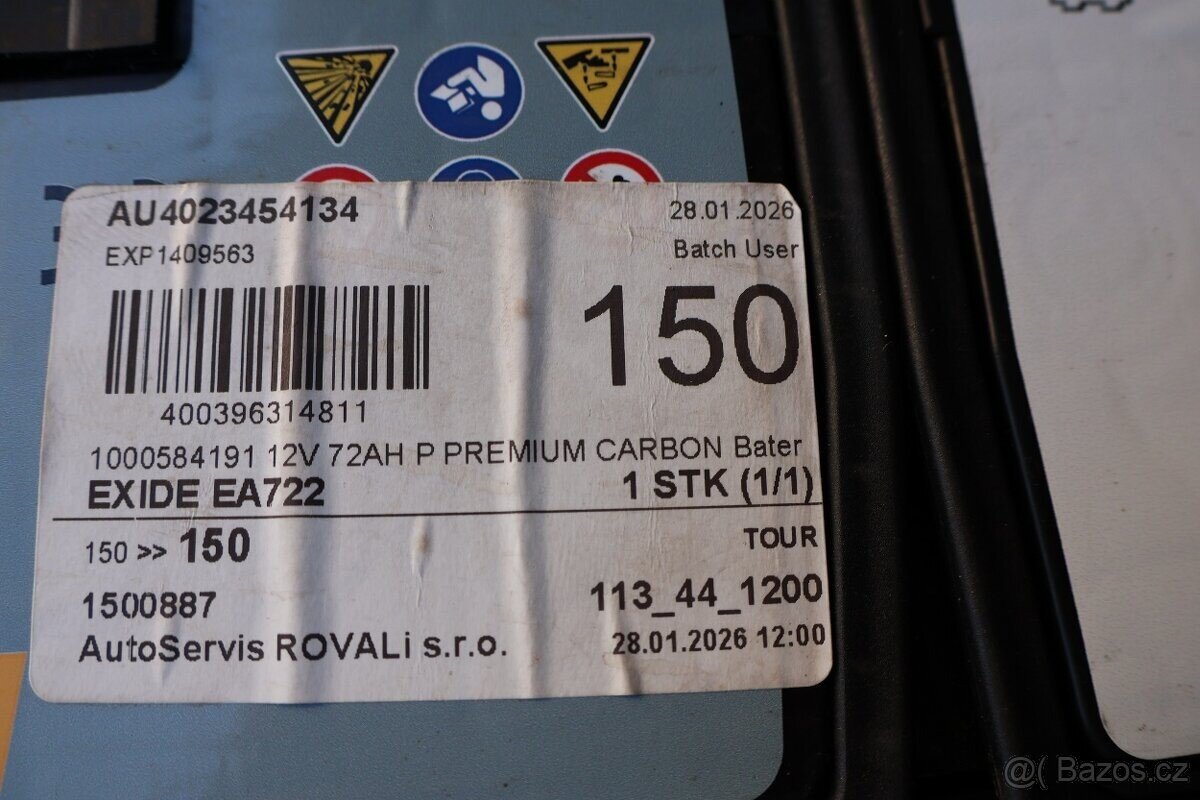 AU4023454134
28.01.2026
EXP1409563
Batch User
150
400396314811
1000584191 12V 72AH P PREMIUM CARBON Bater
EXIDE EA722
1 STK (1/1)
150 >> 150
TOUR
1500887
113_44_1200
AutoServis ROVALi s.r.o.
28.01.2026 12:00
@( Bazos.cz